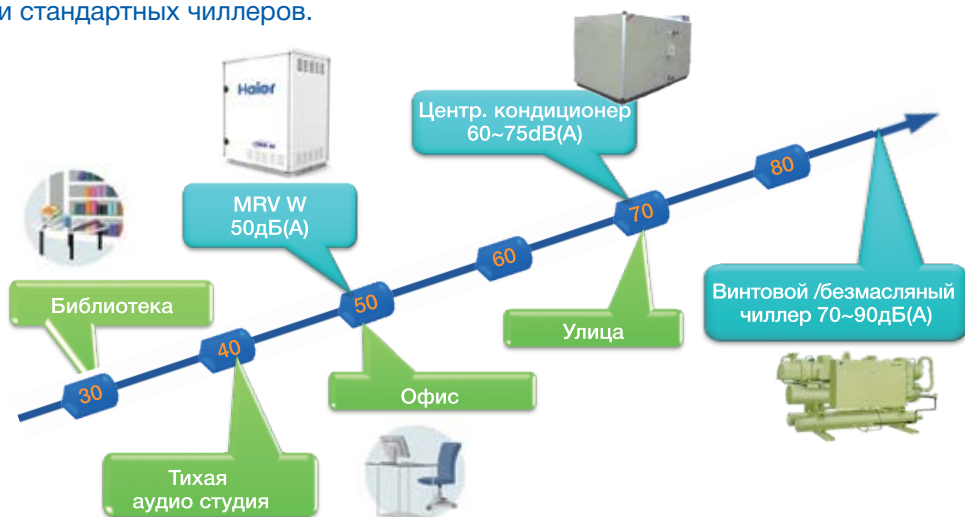 и стандартных чиллеров.
Haier
Центр. кондиционер
60~75dB(A)
MRV W
50дБ(А)
80
70
60
50
40
30
Библиотека
Улица
Винтовой /безмасляный
чиллер 70~90дБ(А)
Офис
Тихая
аудио студия